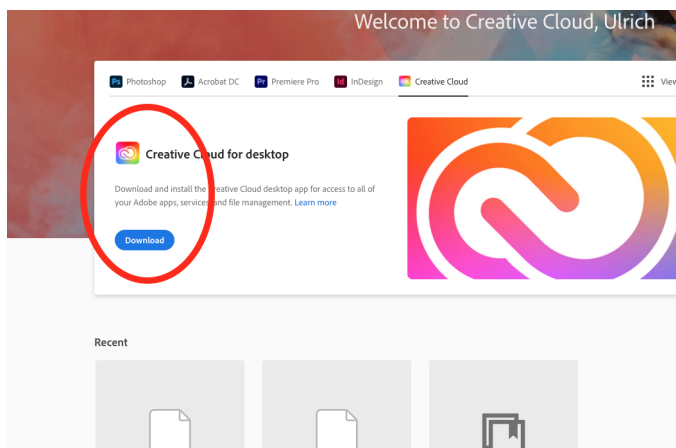 Welcome to Creative Cloud, Ulrich
Ps Photoshop Acrobat DC Pr Premiere Pro Id InDesign Creative Cloud View
Creative Cloud for desktop
Download and install the Creative Cloud desktop app for access to all of
your Adobe apps, services and file management. Learn more
Download
Recent